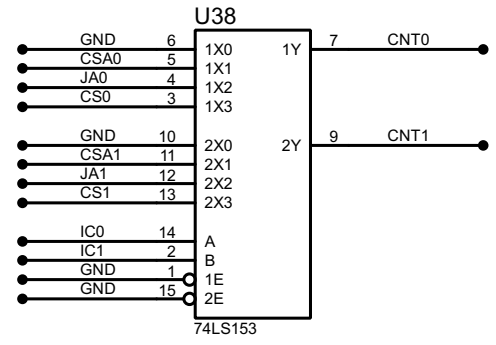 U38
GND 6 1X0 1Y 7 CNT0
CSA0 5 1X1
JA0 4 1X2
CS0 3 1X3
GND 10 2X0 2Y 9 CNT1
CSA1 11 2X1
JA1 12 2X2
CS1 13 2X3
IC0 14 A
IC1 2 B
GND 1 1E
GND 15 2E
74LS153